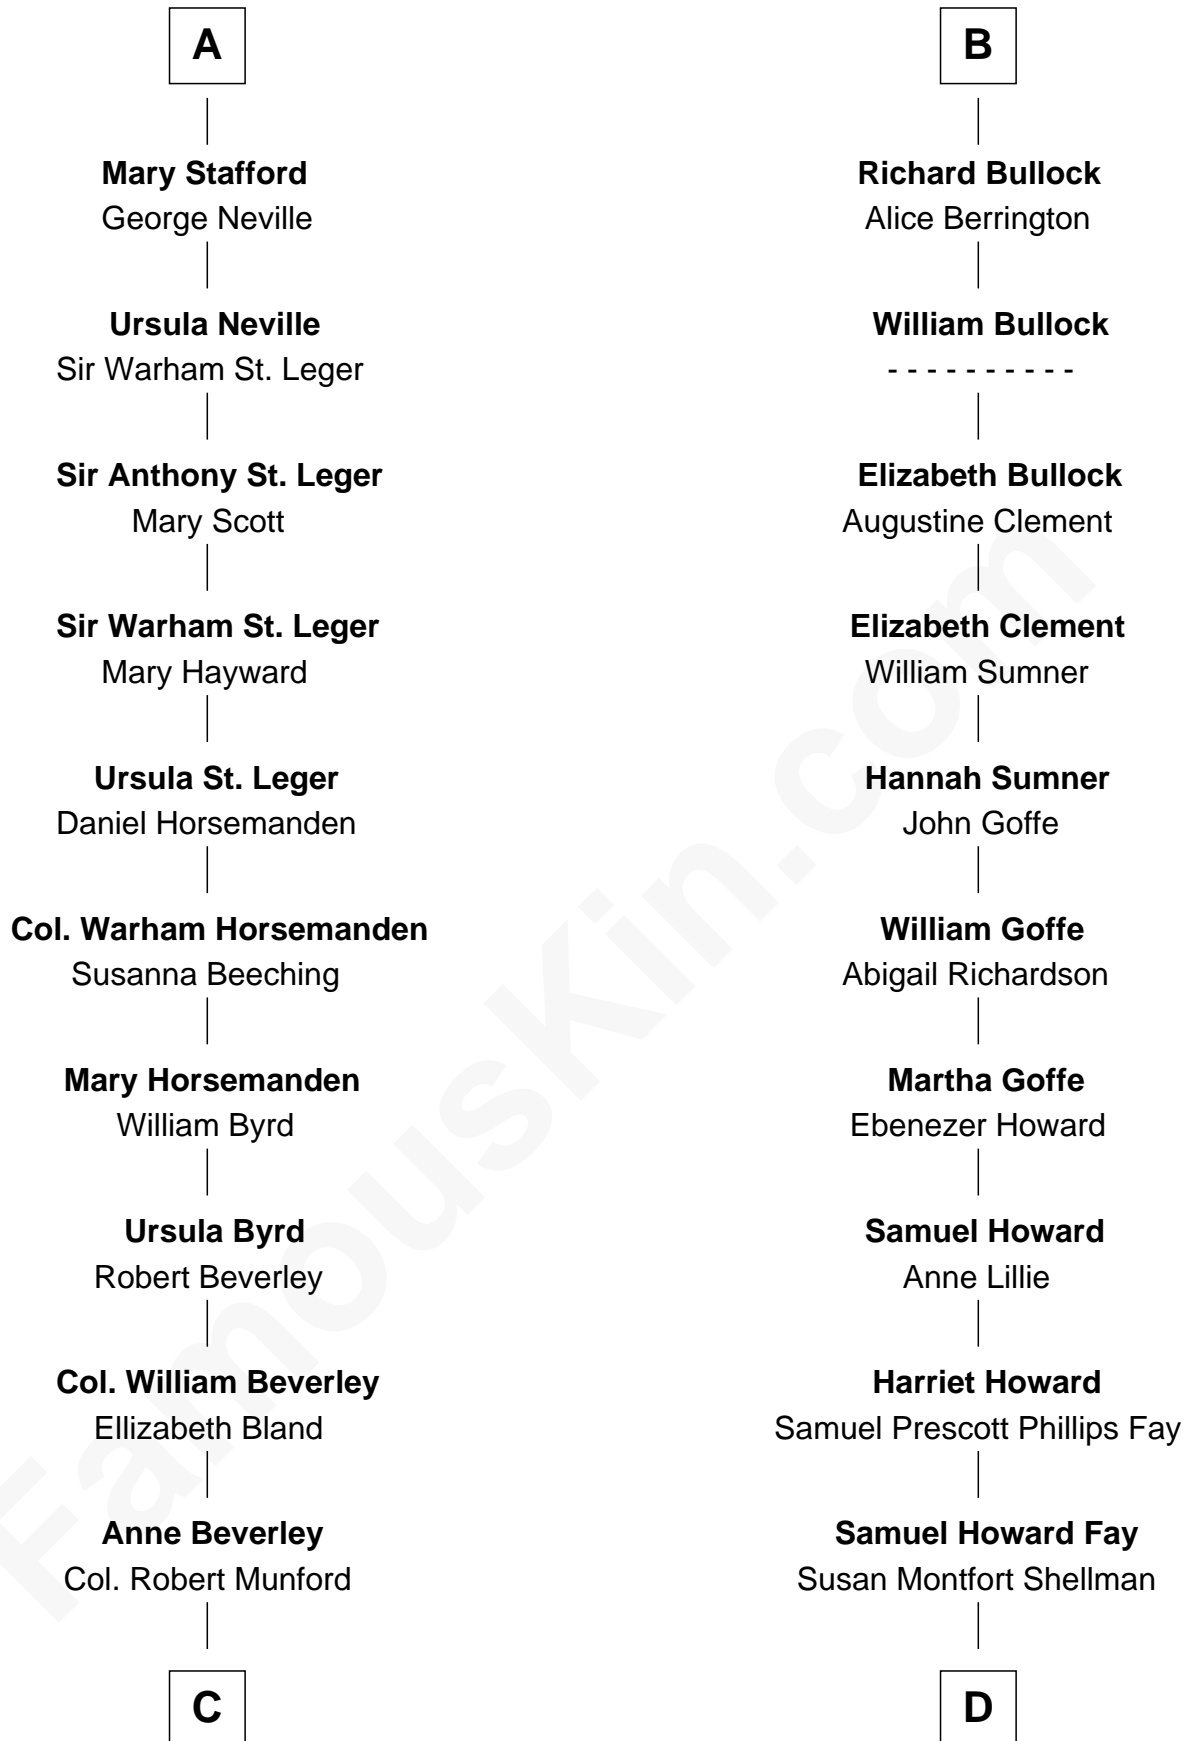 A
Mary Stafford
George Neville
Ursula Neville
Sir Warham St. Leger
Sir Anthony St. Leger
Mary Scott
Sir Warham St. Leger
Mary Hayward
Ursula St. Leger
Daniel Horsemanden
Col. Warham Horsemanden
Susanna Beeching
Mary Horsemanden
William Byrd
Ursula Byrd
Robert Beverley
Col. William Beverley
Ellizabeth Bland
Anne Beverley
Col. Robert Munford
C
B
Richard Bullock
Alice Berrington
William Bullock
- - - - - - - - - -
Elizabeth Bullock
Augustine Clement
Elizabeth Clement
William Sumner
Hannah Sumner
John Goffe
William Goffe
Abigail Richardson
Martha Goffe
Ebenezer Howard
Samuel Howard
Anne Lillie
Harriet Howard
Samuel Prescott Phillips Fay
Samuel Howard Fay
Susan Montfort Shellman
D
FamousKin.com